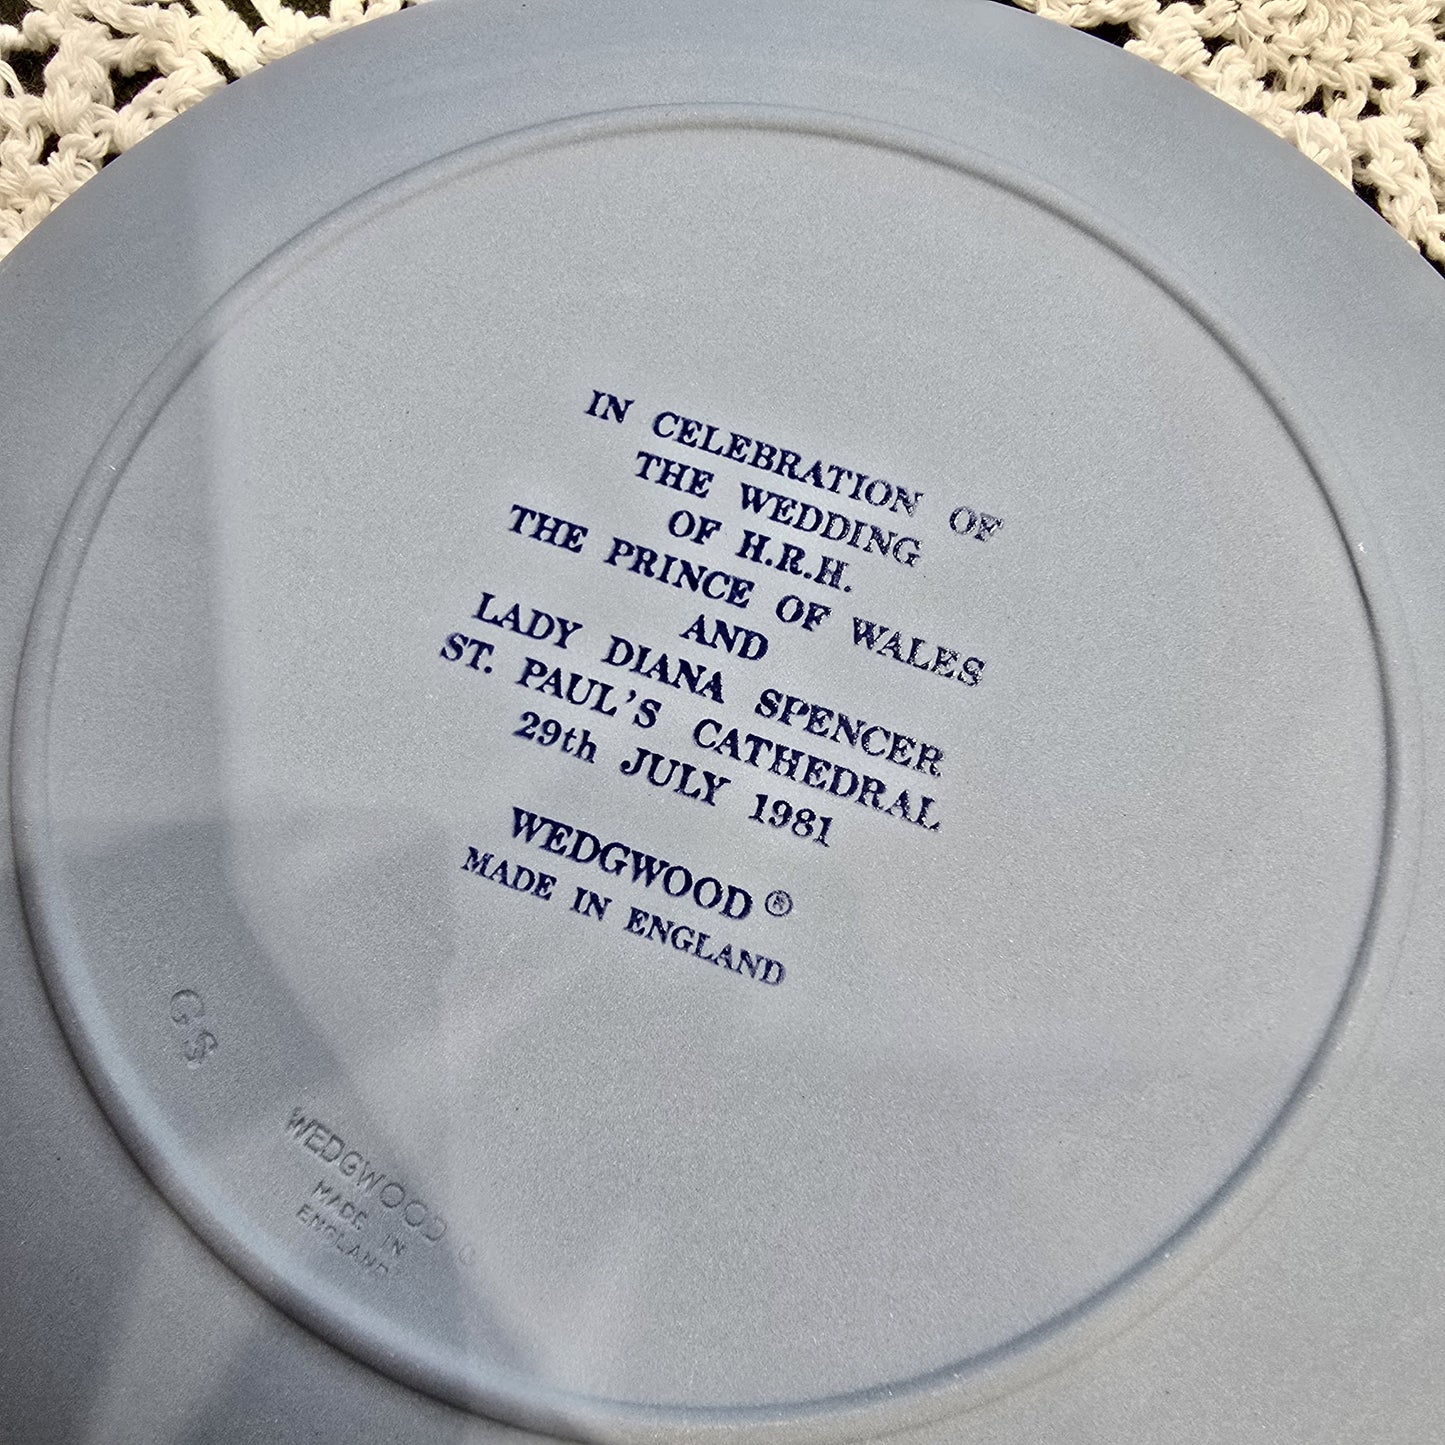 IN CELEBRATION OF
THE WEDDING
OF H.R.H.
THE PRINCE OF WALES
AND
LADY DIANA SPENCER
ST. PAUL'S CATHEDRAL
29th JULY 1981
WEDGWOOD ®
MADE IN ENGLAND
GS
WEDGWOOD
MADE IN
ENGLAND